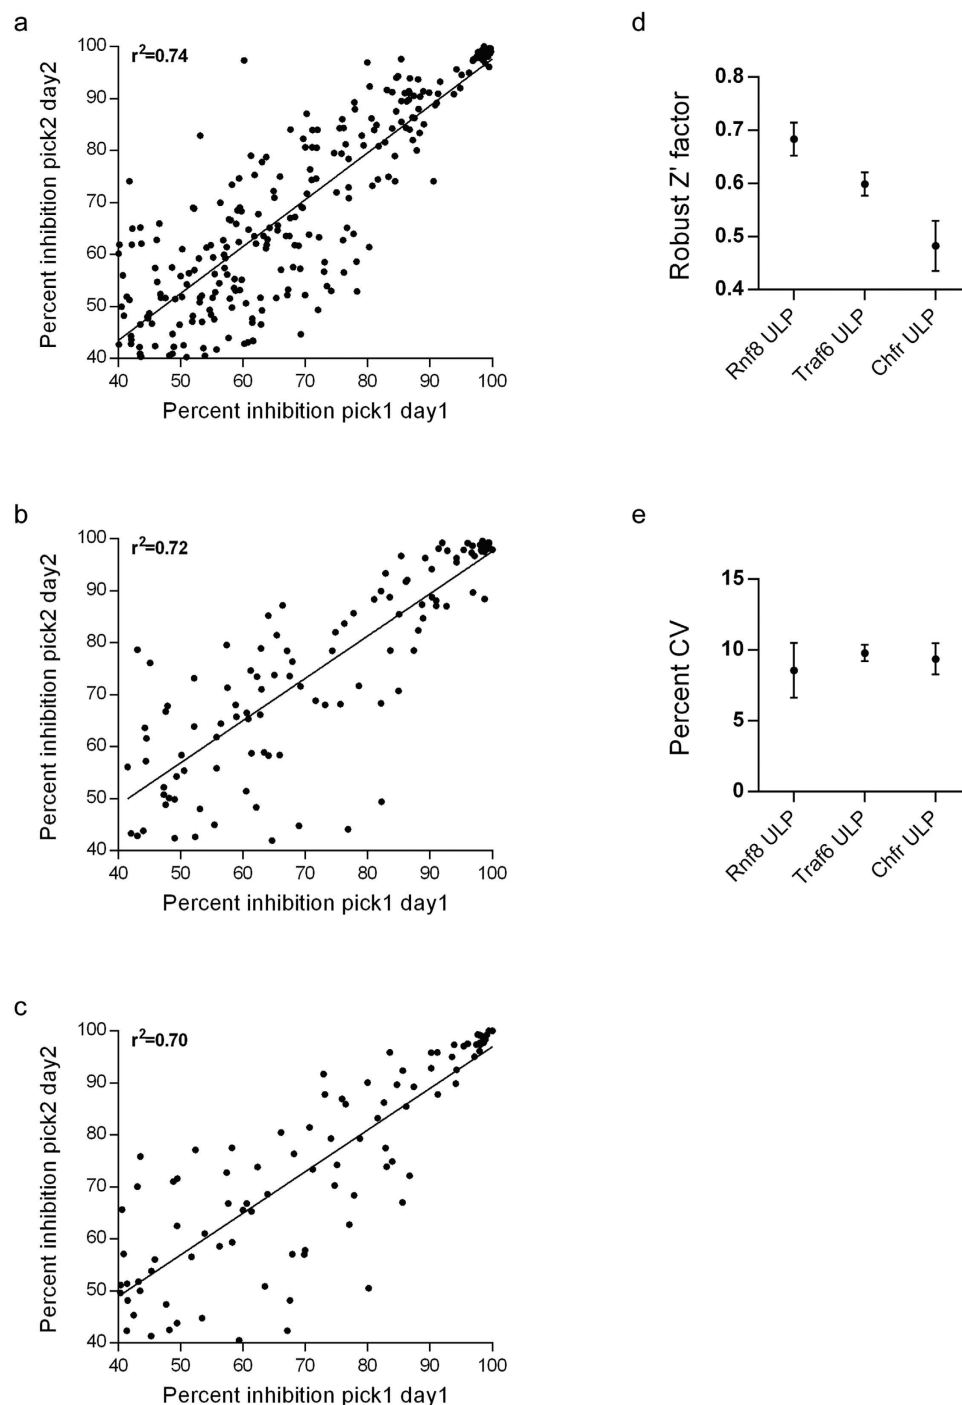 a
r²=0.74
Percent inhibition pick2 day2
100
90
80
70
60
50
40
40 50 60 70 80 90 100
Percent inhibition pick1 day1
b
r²=0.72
Percent inhibition pick2 day2
100
90
80
70
60
50
40
40 50 60 70 80 90 100
Percent inhibition pick1 day1
c
r²=0.70
Percent inhibition pick2 day2
100
90
80
70
60
50
40
40 50 60 70 80 90 100
Percent inhibition pick1 day1
d
Robust Z' factor
0.8
0.7
0.6
0.5
0.4
Rnf8 ULP
Traf6 ULP
Chfr ULP
e
Percent CV
15
10
5
0
Rnf8 ULP
Traf6 ULP
Chfr ULP